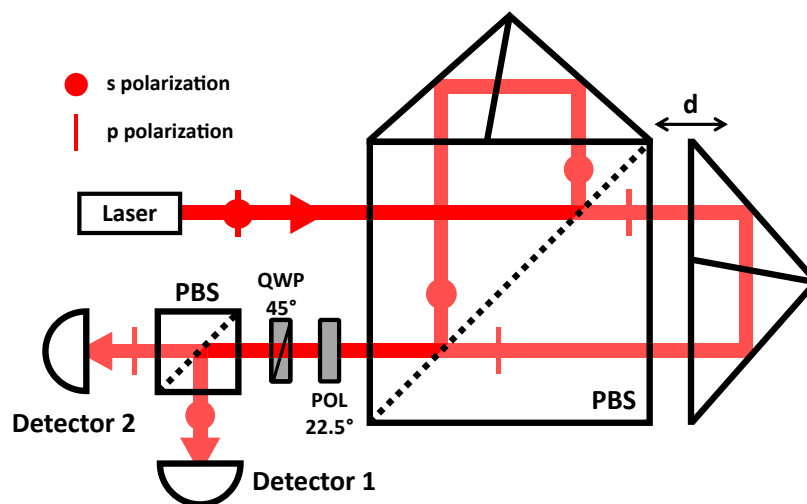 s polarization
p polarization
d
Laser
QWP
45°
PBS
POL
22.5°
PBS
Detector 2
Detector 1